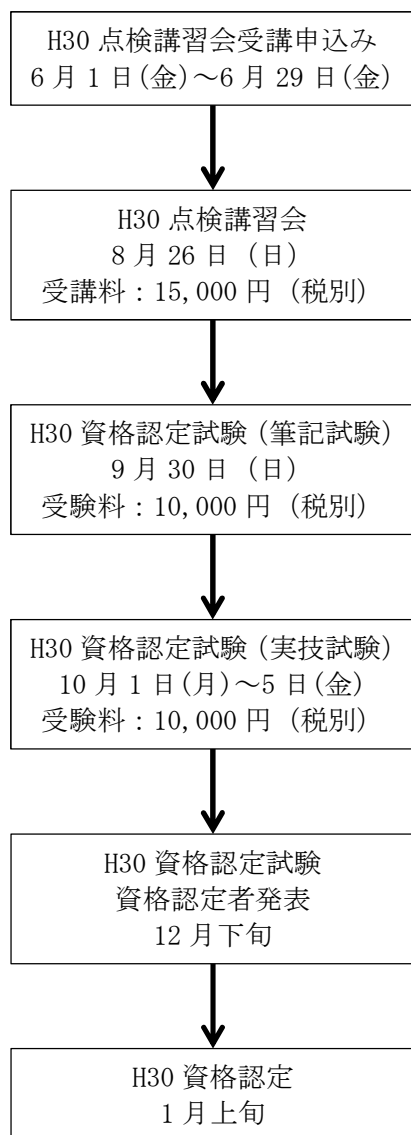 H30 点検講習会受講申込み
6 月 1 日(金)～6 月 29 日(金)
H30 点検講習会
8 月 26 日 (日)
受講料：15,000 円 (税別)
H30 資格認定試験(筆記試験)
9 月 30 日 (日)
受験料：10,000 円 (税別)
H30 資格認定試験(実技試験)
10 月 1 日(月)～5 日(金)
受験料：10,000 円 (税別)
H30 資格認定試験
資格認定者発表
12 月下旬
H30 資格認定
1 月上旬